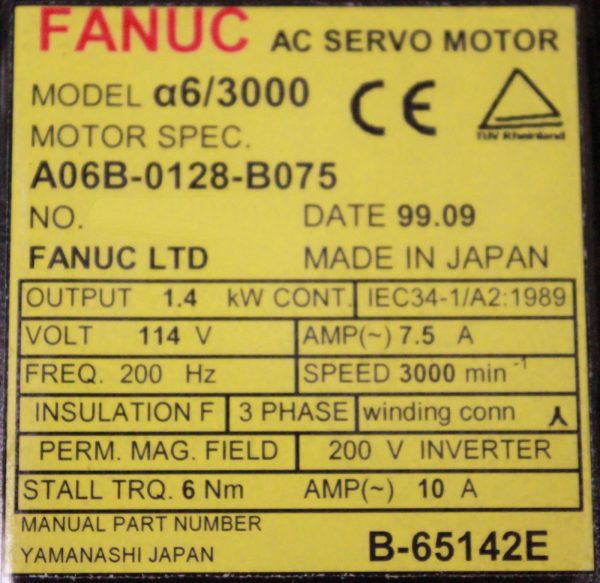 FANUC AC SERVO MOTOR
MODEL α6/3000
CE
TÜV Rheinland
MOTOR SPEC.
A06B-0128-B075
NO. DATE 99.09
FANUC LTD MADE IN JAPAN
OUTPUT 1.4 kW CONT. IEC34-1/A2:1989
VOLT 114 V AMP(~) 7.5 A
FREQ. 200 Hz SPEED 3000 min⁻¹
INSULATION F 3 PHASE winding conn
PERM. MAG. FIELD 200 V INVERTER
STALL TRQ. 6 Nm AMP(~) 10 A
MANUAL PART NUMBER
YAMANASHI JAPAN B-65142E